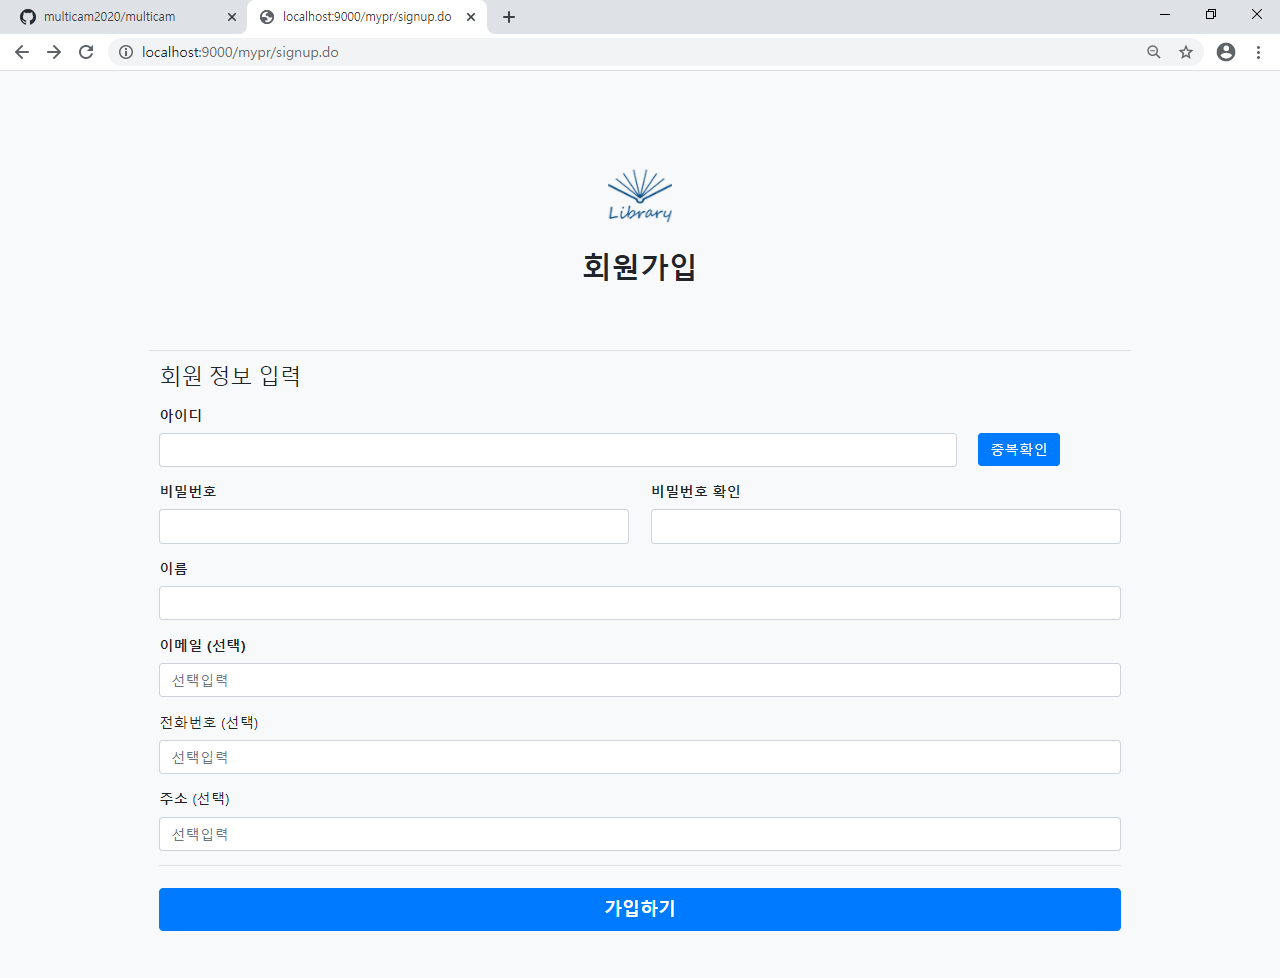 multicam2020/multicam
localhost:9000/mypr/signup.do
localhost:9000/mypr/signup.do
Library
회원가입
회원 정보 입력
아이디
중복확인
비밀번호 비밀번호 확인
이름
이메일 (선택)
선택입력
전화번호 (선택)
선택입력
주소 (선택)
선택입력
가입하기